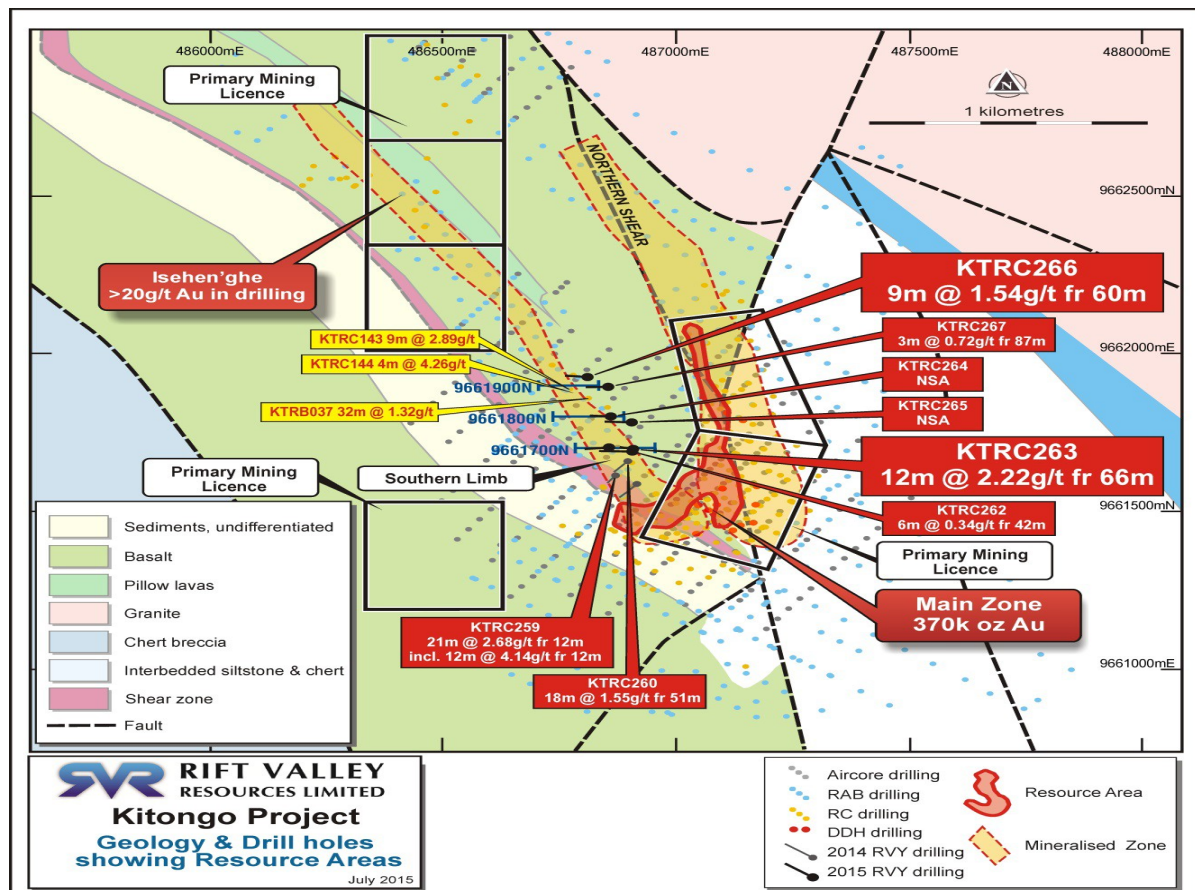 486000mE
486500mE
487000mE
487500mE
488000mE
Primary Mining
Licence
N
1 kilometres
NORTHERN SHEAR
9662500mN
Isehen'ghe
>20g/t Au in drilling
KTRC266
9m @ 1.54g/t fr 60m
KTRC267
3m @ 0.72g/t fr 87m
KTRC143 9m @ 2.89g/t
9662000mN
KTRC144 4m @ 4.26g/t
KTRC264
NSA
9661900N
KTRB037 32m @ 1.32g/t
9661800N
KTRC265
NSA
9661700N
KTRC263
12m @ 2.22g/t fr 66m
Primary Mining
Licence
Southern Limb
9661500mN
KTRC262
6m @ 0.34g/t fr 42m
Primary Mining
Licence
Main Zone
370k oz Au
KTRC259
21m @ 2.68g/t fr 12m
incl. 12m @ 4.14g/t fr 12m
KTRC260
18m @ 1.55g/t fr 51m
9661000mE
Sediments, undifferentiated
Basalt
Pillow lavas
Granite
Chert breccia
Interbedded siltstone & chert
Shear zone
Fault
RVR RIFT VALLEY
RESOURCES LIMITED
Kitongo Project
Geology & Drill holes
showing Resource Areas
July 2015
Aircore drilling
RAB drilling
RC drilling
DDH drilling
2014 RVY drilling
2015 RVY drilling
Resource Area
Mineralised Zone